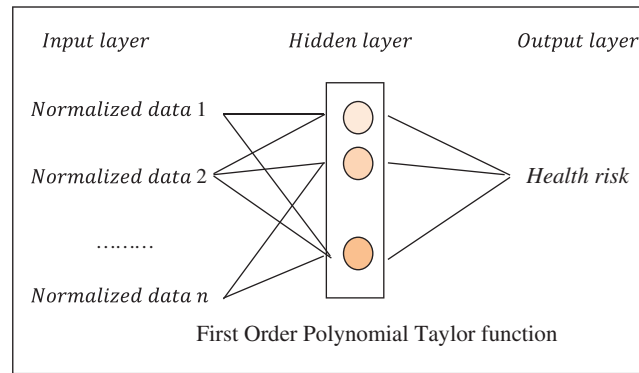 Input layer Hidden layer Output layer
Normalized data 1
Normalized data 2
Health risk
………
Normalized data n
First Order Polynomial Taylor function